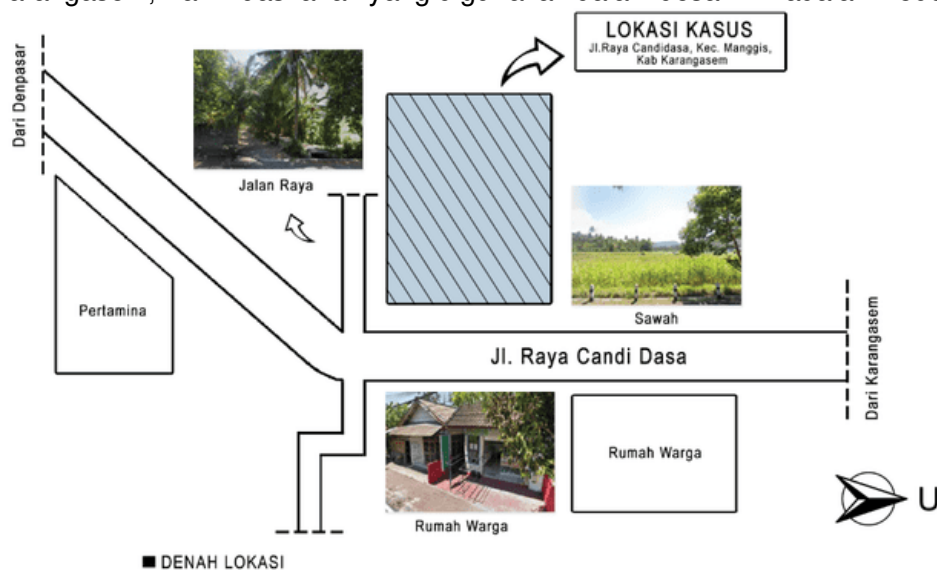 LOKASI KASUS
Jl.Raya Candidasa, Kec. Manggis,
Kab Karangasem
Dari Denpasar
Jalan Raya
Pertamina
Sawah
Jl. Raya Candi Dasa
Dari Karangasem
Rumah Warga
Rumah Warga
U
DENAH LOKASI